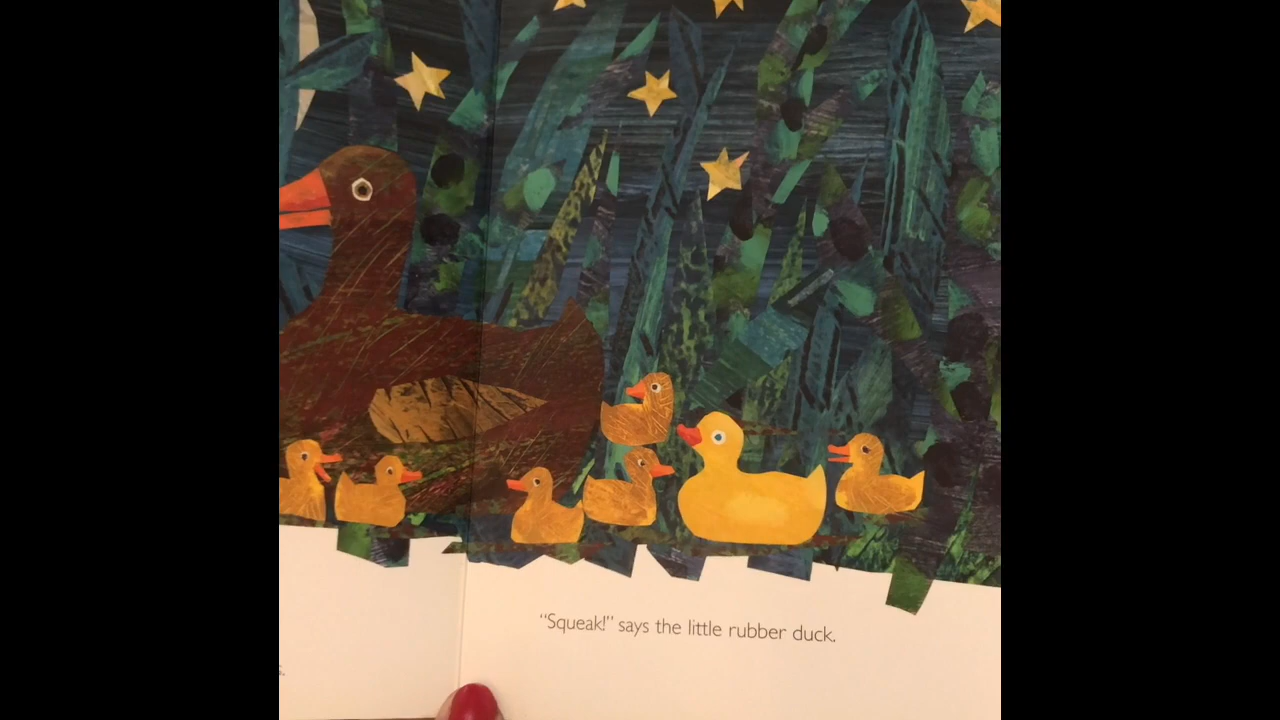 “Squeak!” says the little rubber duck.